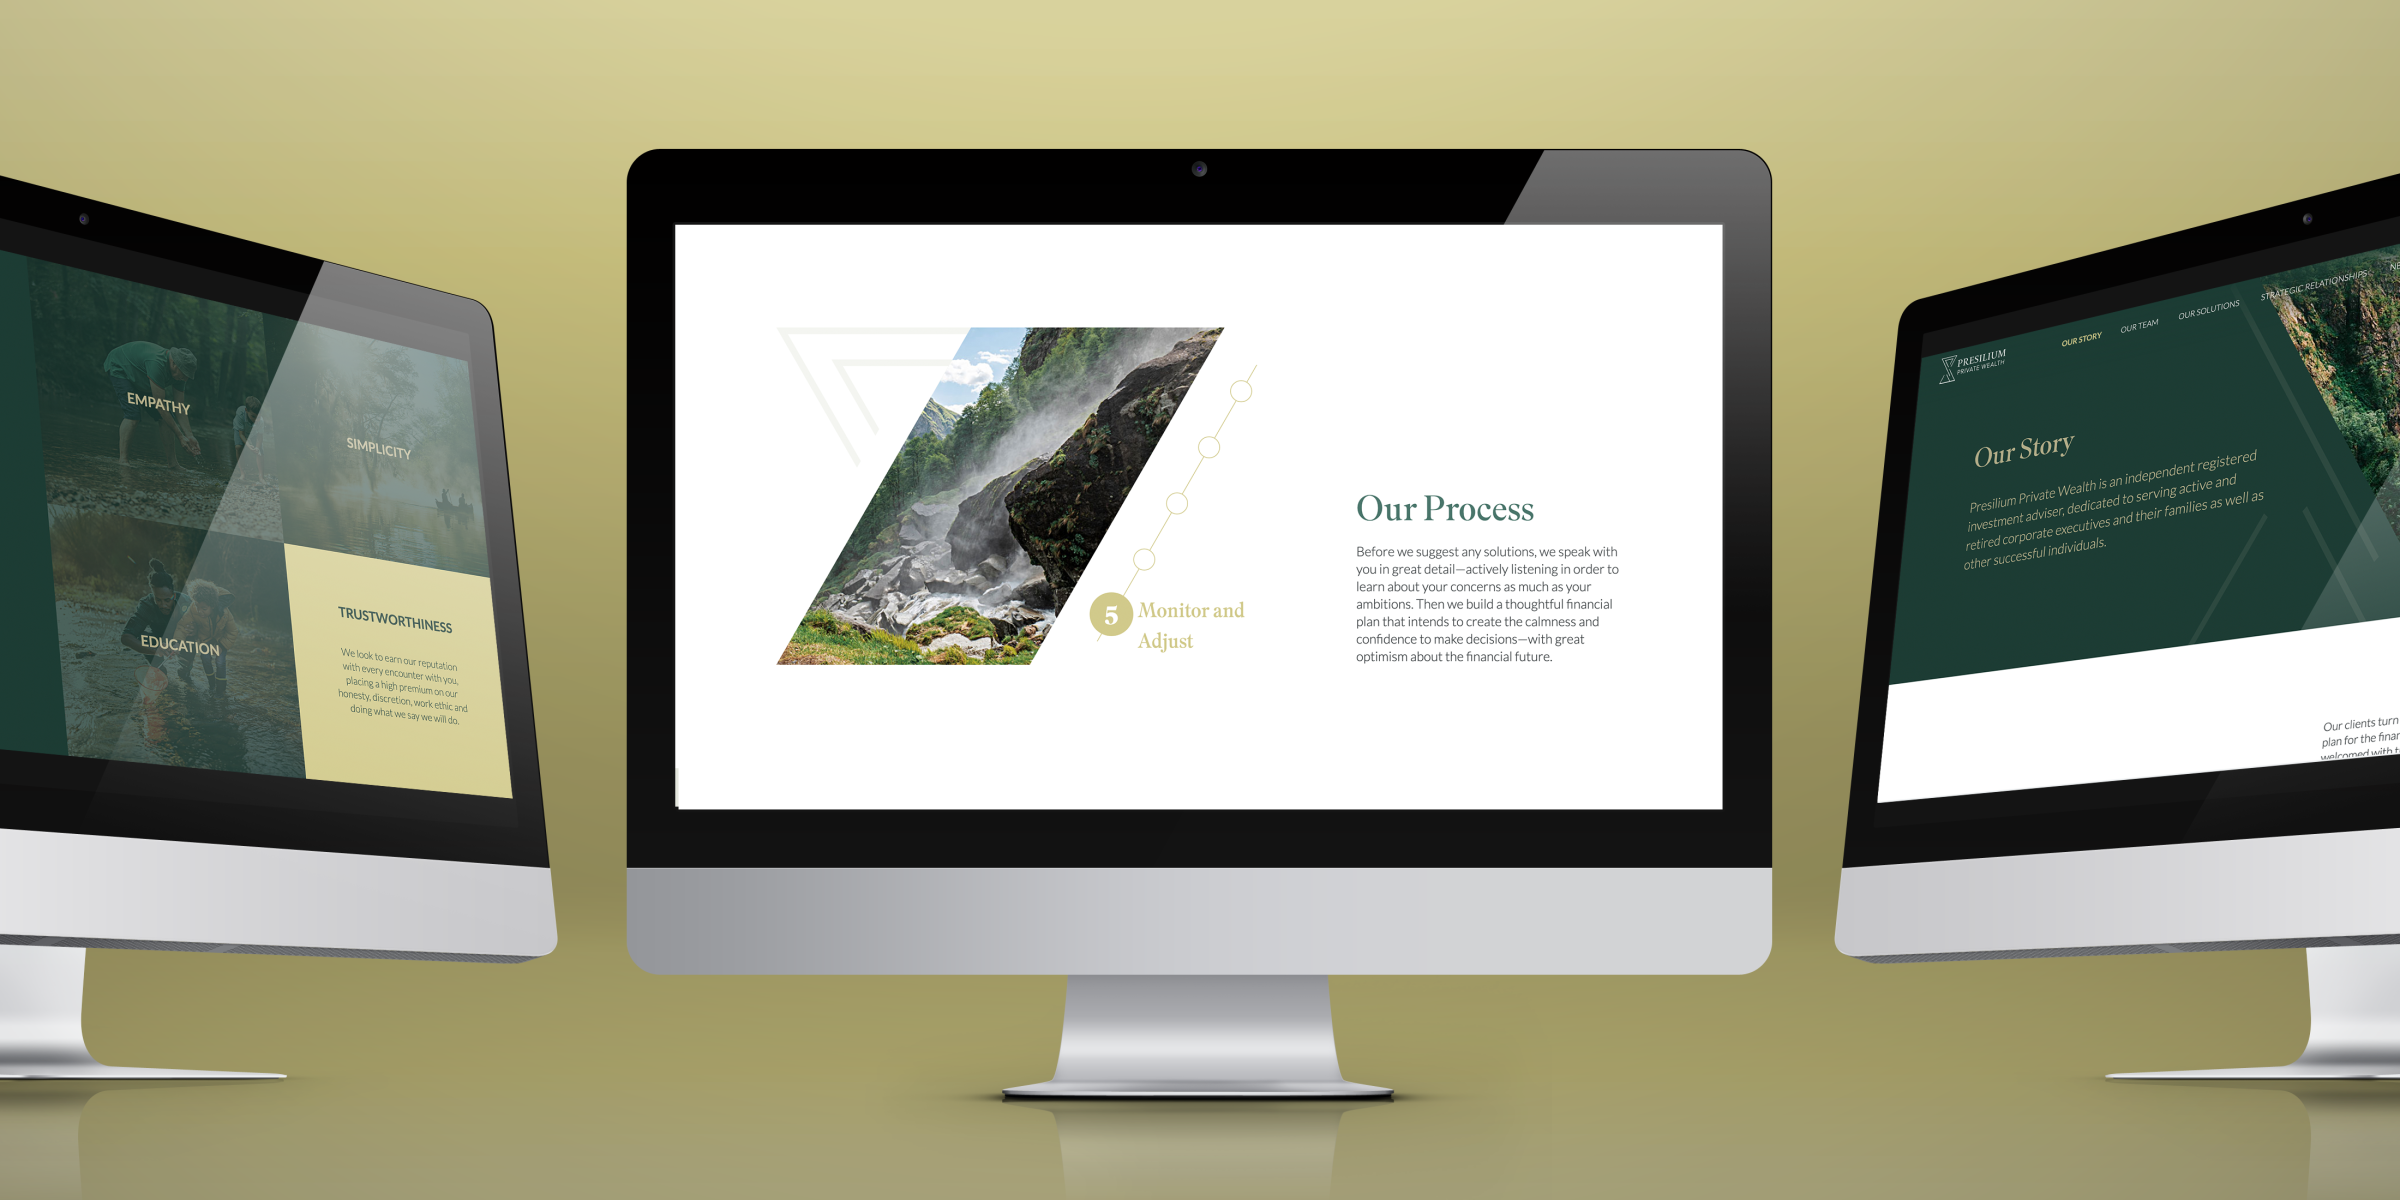 EMPATHY
SIMPLICITY
EDUCATION
TRUSTWORTHINESS
We look to earn our reputation
with every encounter with you,
placing a high premium on our
honesty, discretion, work ethic and
doing what we say we will do.
5 Monitor and
Adjust
Our Process
Before we suggest any solutions, we speak with
you in great detail—actively listening in order to
learn about your concerns as much as your
ambitions. Then we build a thoughtful financial
plan that intends to create the calmness and
confidence to make decisions—with great
optimism about the financial future.
PRESILIUM
PRIVATE WEALTH
OUR STORY
OUR TEAM
OUR SOLUTIONS
STRATEGIC RELATIONSHIPS
Our Story
Presilium Private Wealth is an independent registered
investment adviser, dedicated to serving active and
retired corporate executives and their families as well as
other successful individuals.
Our clients turn
plan for the
welcomed with